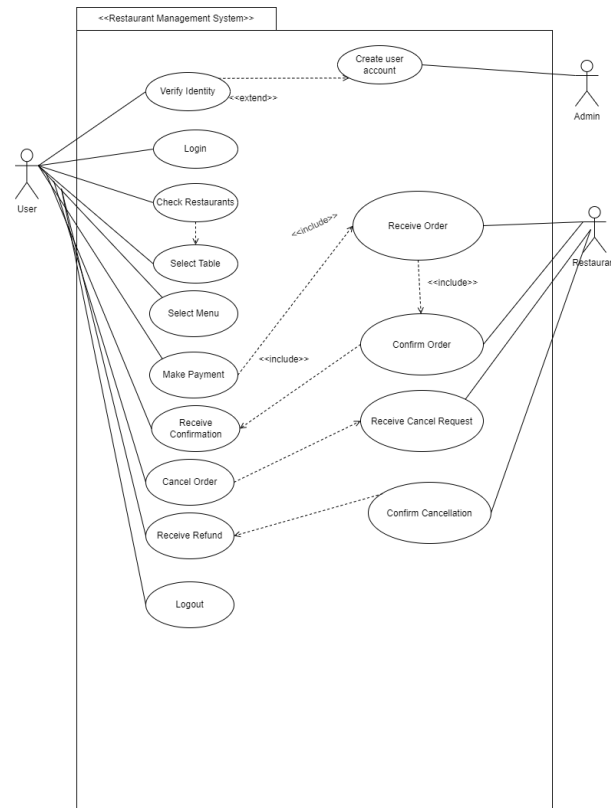 <<Restaurant Management System>>
Create user
account
Verify Identity
<<extend>>
Admin
Login
User
Check Restaurants
<<include>>
Receive Order
Select Table
Restaurant
<<include>>
Select Menu
<<include>>
Confirm Order
Make Payment
Receive
Confirmation
Receive Cancel Request
Cancel Order
Confirm Cancellation
Receive Refund
Logout